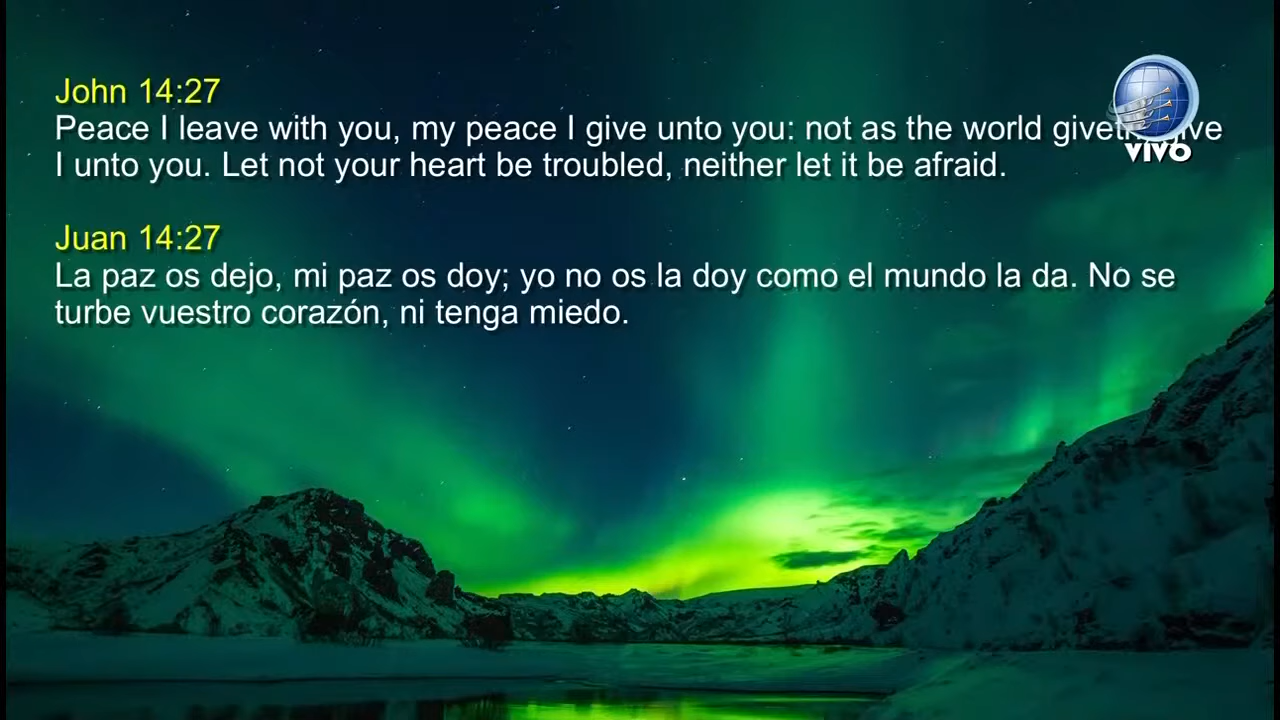 John 14:27
Peace I leave with you, my peace I give unto you: not as the world
I unto you. Let not your heart be troubled, neither let it be afraid.
Juan 14:27
La paz os dejo, mi paz os doy; yo no os la doy como el mundo la da. No se
turbe vuestro corazón, ni tenga miedo.
VIVO